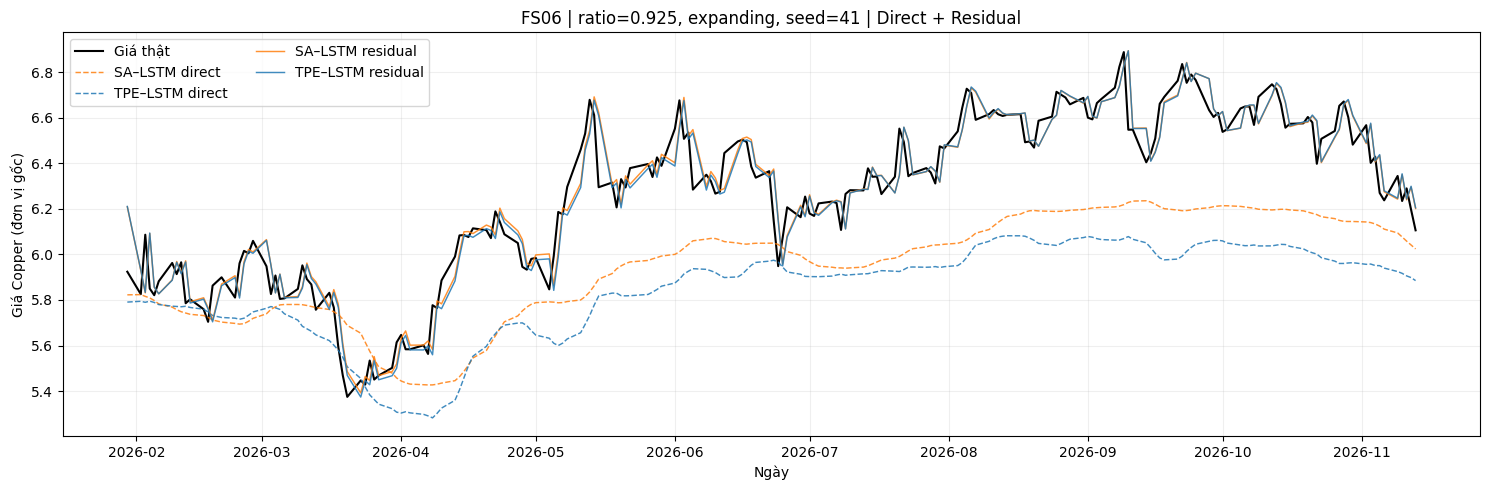 FS06 | ratio=0.925, expanding, seed=41 | Direct + Residual
Giá thật
SA–LSTM direct
TPE–LSTM direct
SA–LSTM residual
TPE–LSTM residual
Giá Copper (đơn vị gốc)
6.8
6.6
6.4
6.2
6.0
5.8
5.6
5.4
2026-02
2026-03
2026-04
2026-05
2026-06
2026-07
2026-08
2026-09
2026-10
2026-11
Ngày